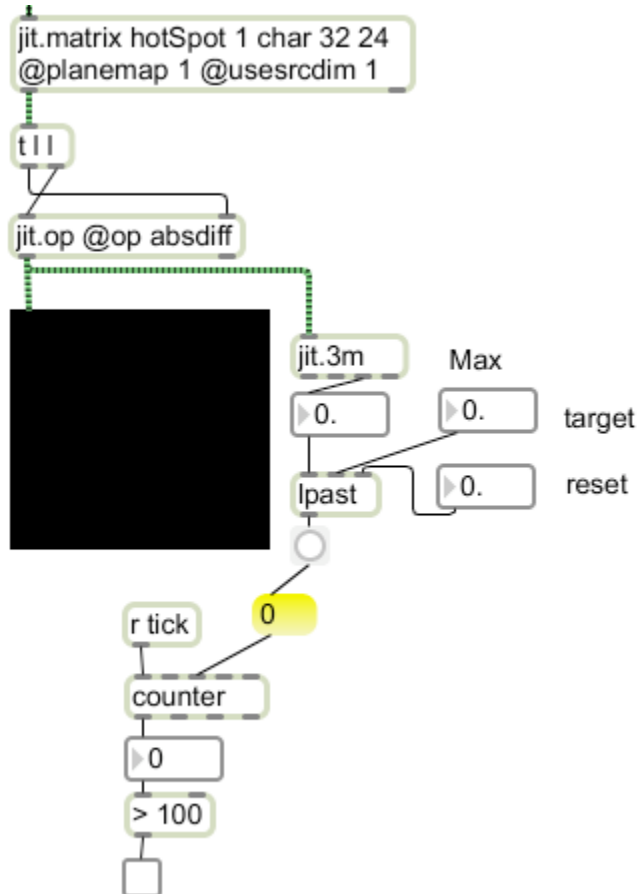 jit.matrix hotSpot 1 char 32 24
@planemap 1 @usesrcdim 1
t l l
jit.op @op absdiff
jit.3m
Max
0.
0.
target
lpast
0.
reset
r tick
0
counter
0
> 100